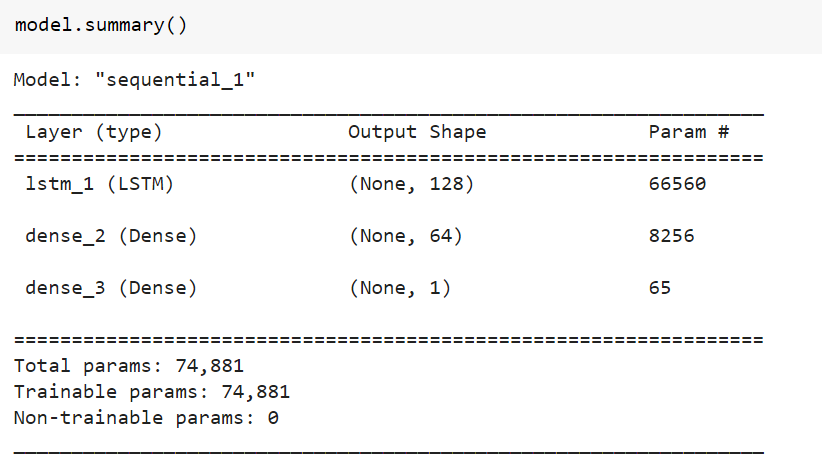 model.summary()
Model: "sequential_1"
_________________________________________________________________
Layer (type) Output Shape Param #
=================================================================
lstm_1 (LSTM) (None, 128) 66560
dense_2 (Dense) (None, 64) 8256
dense_3 (Dense) (None, 1) 65
=================================================================
Total params: 74,881
Trainable params: 74,881
Non-trainable params: 0
_________________________________________________________________